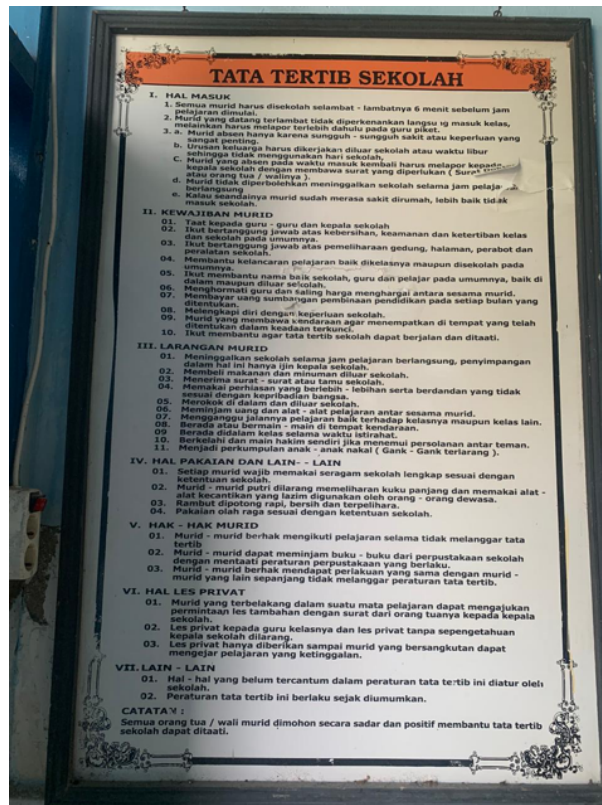 TATA TERTIB SEKOLAH
I. HAL MASUK
1. Semua murid harus disekolah selambat - lambatnya 6 menit sebelum jam
pelajaran dimulai.
2. Murid yang datang terlambat tidak diperkenankan langsu ig masuk kelas,
melainkan harus melapor terlebih dahulu pada guru piket.
3. a. Murid absen hanya karena sungguh - sungguh sakit atau keperluan yang
sangat penting.
b. Urusan keluarga harus dikerjakan diluar sekolah atau waktu libur
sehingga tidak menggunakan hari sekolah,
C. Murid yang absen pada waktu masuk kembali harus melapor kepada
kepala sekolah dengan membawa surat yang diperlukan ( Surat
atau orang tua / walinya ).
d. Murid tidak diperbolehkan meninggalkan sekolah selama jam pelaja
berlangsung
e. Kalau seandainya murid sudah merasa sakit dirumah, lebih baik tidak
masuk sekolah.
II. KEWAJIBAN MURID
01. Taat kepada guru - guru dan kepala sekolah
02. Ikut bertanggung jawab atas kebersihan, keamanan dan ketertiban kelas
dan sekolah pada umumnya.
03. Ikut bertanggung jawab atas pemeliharaan gedung, halaman, perabot dan
peralatan sekolah.
04. Membantu kelancaran pelajaran baik dikelasnya maupun disekolah pada
umumnya.
05. Ikut membantu nama baik sekolah, guru dan pelajar pada umumnya, baik di
dalam maupun diluar sekolah.
06. Menghormati guru dan saling harga menghargai antara sesama murid.
07. Membayar uang sumbangan pembinaan pendidikan pada setiap bulan yang
ditentukan.
08. Melengkapi diri dengan keperluan sekolah.
09. Murid yang membawa kendaraan agar menempatkan di tempat yang telah
ditentukan dalam keadaan terkunci.
10. Ikut membantu agar tata tertib sekolah dapat berjalan dan ditaati.
III. LARANGAN MURID
01. Meninggalkan sekolah selama jam pelajaran berlangsung, penyimpangan
dalam hal ini hanya ijin kepala sekolah.
02. Membeli makanan dan minuman diluar sekolah.
03. Menerima surat - surat atau tamu sekolah.
04. Memakai perhiasan yang berlebih - lebihan serta berdandan yang tidak
sesuai dengan kepribadian bangsa.
05. Merokok di dalam dan diluar sekolah.
06. Meminjam uang dan alat - alat pelajaran antar sesama murid.
07. Mengganggu jalannya pelajaran baik terhadap kelasnya maupun kelas lain.
08. Berada atau bermain - main di tempat kendaraan.
09 Berada didalam kelas selama waktu istirahat.
10. Berkelahi dan main hakim sendiri jika menemui persolanan antar teman.
11. Menjadi perkumpulan anak - anak nakal ( Gank - Gank terlarang ).
IV. HAL PAKAIAN DAN LAIN- - LAIN
01. Setiap murid wajib memakai seragam sekolah lengkap sesuai dengan
ketentuan sekolah.
02. Murid - murid putri dilarang memeliharan kuku panjang dan memakai alat -
alat kecantikan yang lazim digunakan oleh orang - orang dewasa.
03. Rambut dipotong rapi, bersih dan terpelihara.
04. Pakaian olah raga sesuai dengan ketentuan sekolah.
V. HAK - HAK MURID
01. Murid - murid berhak mengikuti pelajaran selama tidak melanggar tata
tertib
02. Murid - murid dapat meminjam buku - buku dari perpustakaan sekolah
dengan mentaati peraturan perpustakaan yang berlaku.
03. Murid - murid berhak mendapat perlakuan yang sama dengan murid -
murid yang lain sepanjang tidak melanggar peraturan tata tertib.
VI. HAL LES PRIVAT
01. Murid yang terbelakang dalam suatu mata pelajaran dapat mengajukan
permintaan les tambahan dengan surat dari orang tuanya kepada kepala
sekolah.
02. Les privat kepada guru kelasnya dan les privat tanpa sepengetahuan
kepala sekolah dilarang.
03. Les privat hanya diberikan sampai murid yang bersangkutan dapat
mengejar pelajaran yang ketinggalan.
VII. LAIN - LAIN
01. Hal - hal yang belum tercantum dalam peraturan tata tertib ini diatur oleh
sekolah.
02. Peraturan tata tertib ini berlaku sejak diumumkan.
CATATAN :
Semua orang tua / wali murid dimohon secara sadar dan positif membantu tata tertib
sekolah dapat ditaati.